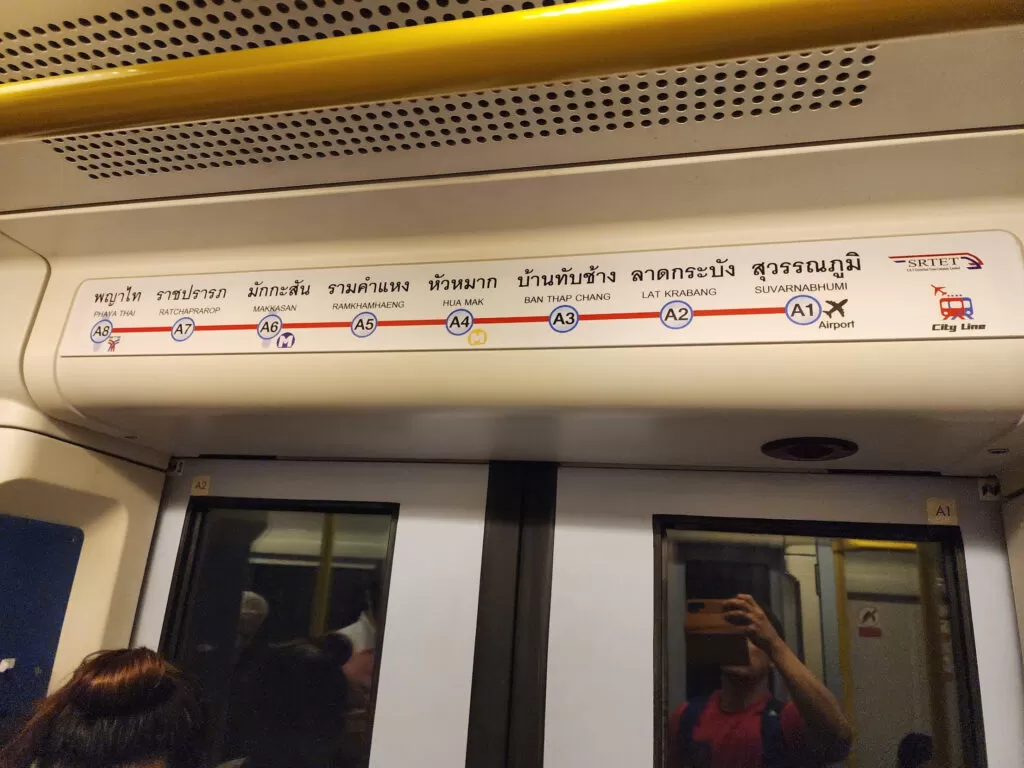 พญาไท ราชปรารภ มักกะสัน รามคำแหง หัวหมาก บ้านทับช้าง ลาดกระบัง สุวรรณภูมิ
PHAYA THAI RATCHAPRAROP MAKKASAN RAMKHAMHAENG HUA MAK BAN THAP CHANG LAT KRABANG SUVARNABHUMI
A8 A7 A6 A5 A4 A3 A2 A1
M M Airport
SRTET
City Line
A2 A1